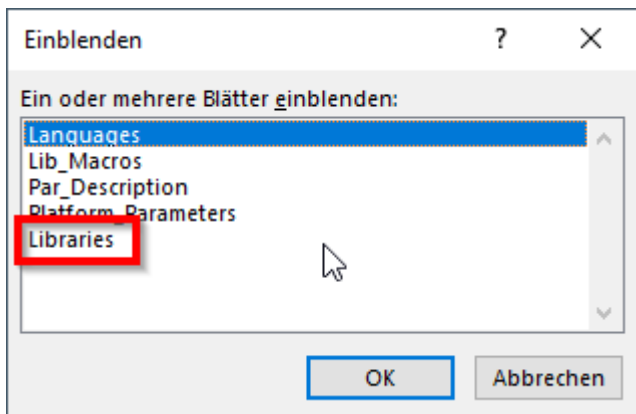 Einblenden
Ein oder mehrere Blätter einblenden:
Languages
Lib_Macros
Par_Description
Platform_Parameters
Libraries
OK Abbrechen